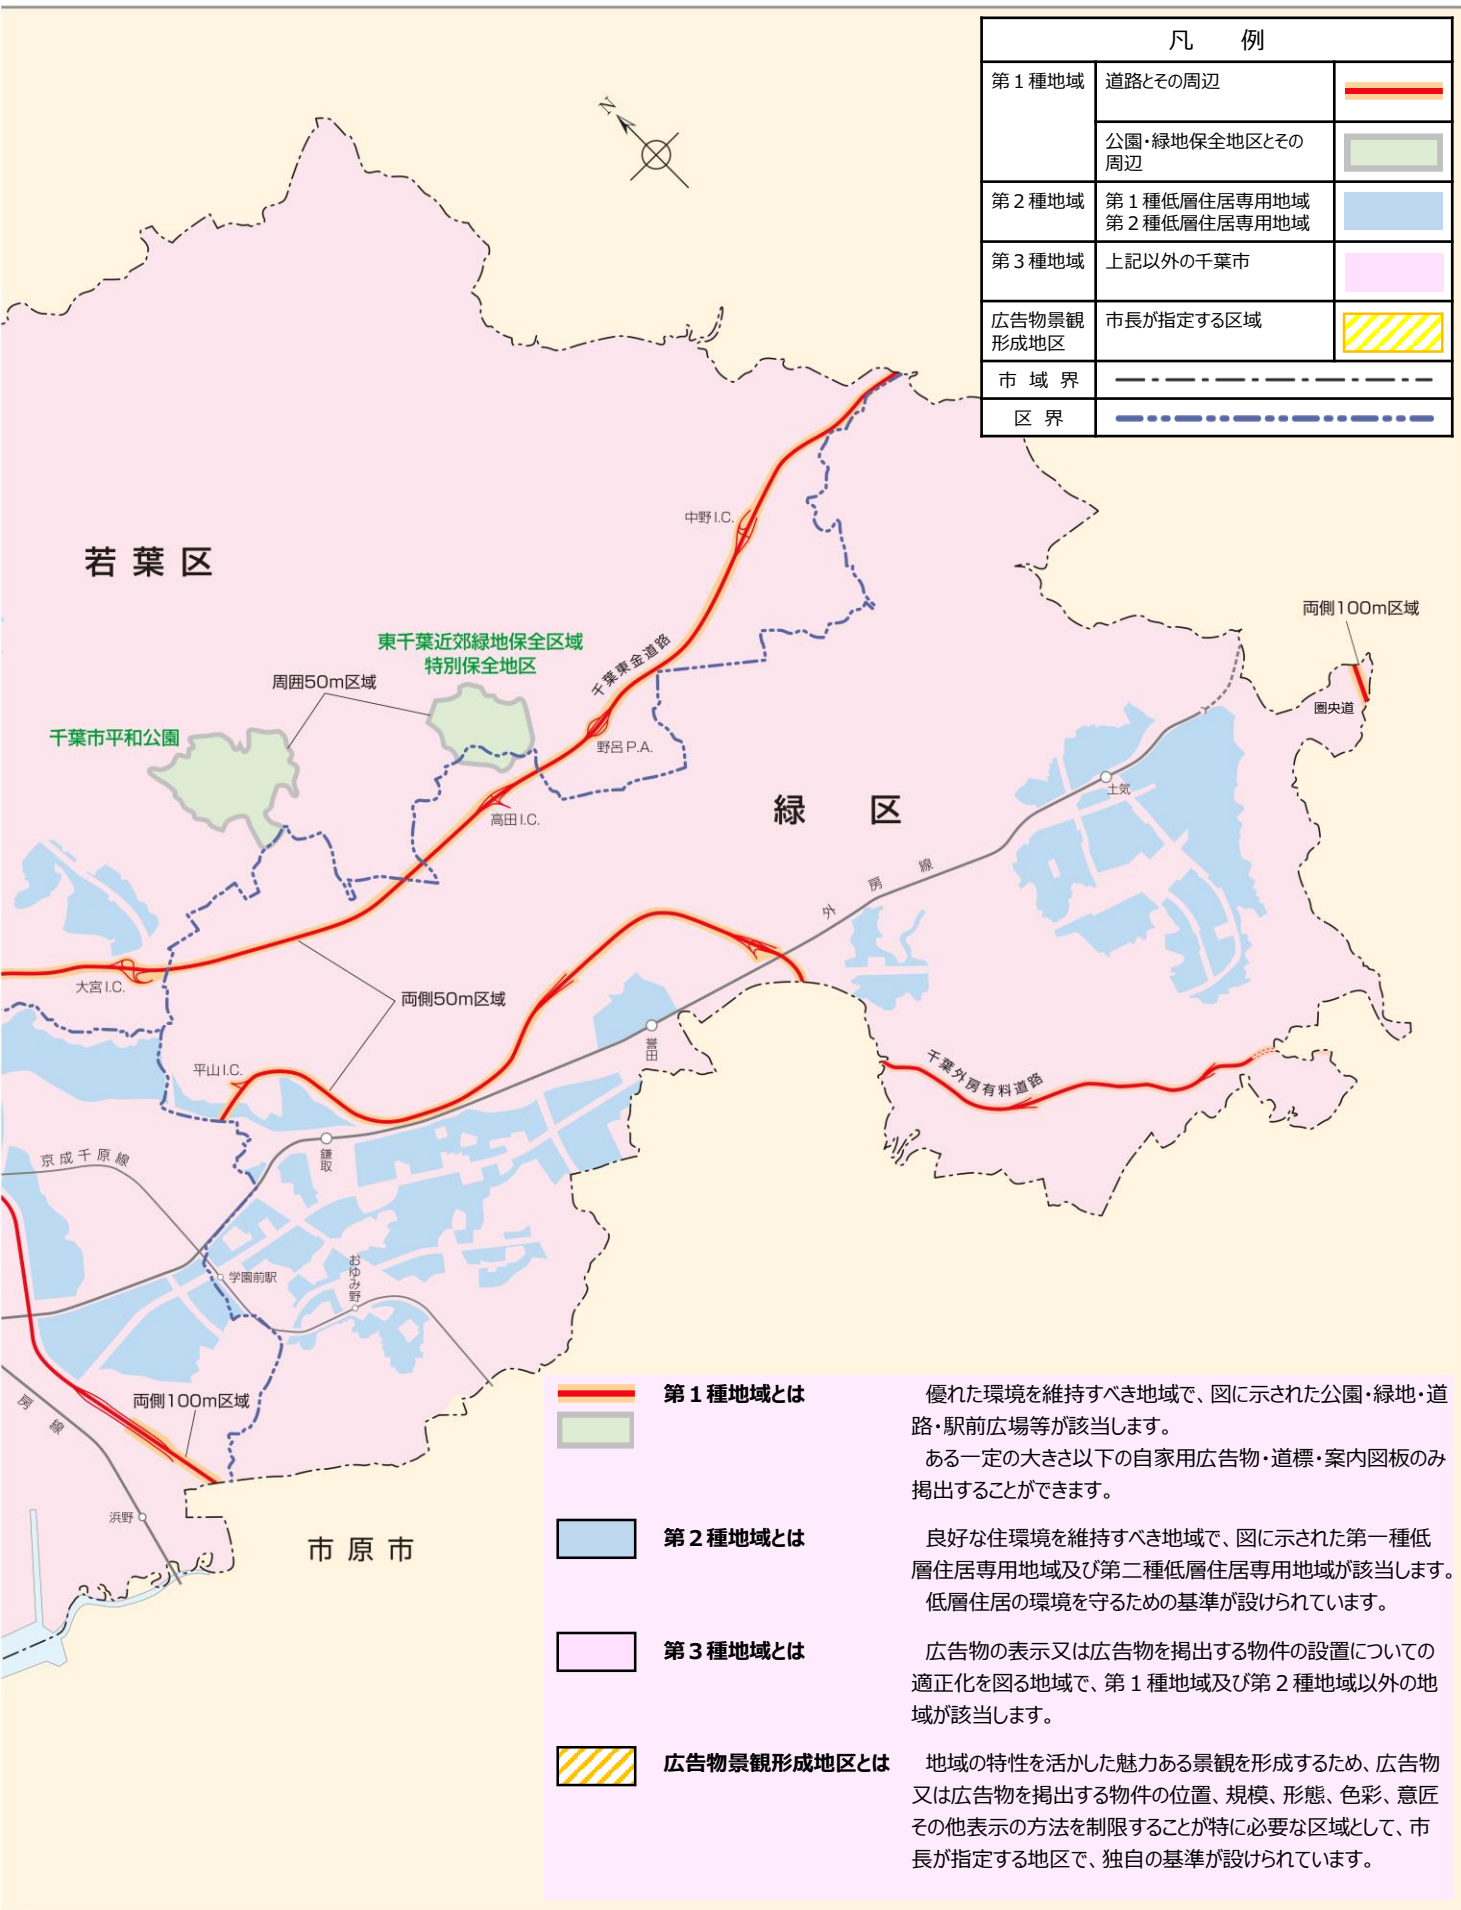 凡　例
第１種地域
道路とその周辺
公園・緑地保全地区とその
周辺
第２種地域
第１種低層住居専用地域
第２種低層住居専用地域
第３種地域
上記以外の千葉市
広告物景観
形成地区
市長が指定する区域
市 域 界
区 界
N
中野I.C.
若葉区
両側100m区域
東千葉近郊緑地保全区域
特別保全地区
千葉東金道路
周囲50m区域
圏央道
千葉市平和公園
野呂P.A.
土気
緑　区
高田I.C.
外房線
大宮I.C.
両側50m区域
誉田
千葉外房有料道路
平山I.C.
鎌取
京成千原線
学園前駅
おゆみ野
両側100m区域
房線
浜野
市原市
第１種地域とは
優れた環境を維持すべき地域で、図に示された公園・緑地・道
路・駅前広場等が該当します。
ある一定の大きさ以下の自家用広告物・道標・案内図板のみ
掲出することができます。
第２種地域とは
良好な住環境を維持すべき地域で、図に示された第一種低
層住居専用地域及び第二種低層住居専用地域が該当します。
低層住居の環境を守るための基準が設けられています。
第３種地域とは
広告物の表示又は広告物を掲出する物件の設置についての
適正化を図る地域で、第１種地域及び第２種地域以外の地
域が該当します。
広告物景観形成地区とは
地域の特性を活かした魅力ある景観を形成するため、広告物
又は広告物を掲出する物件の位置、規模、形態、色彩、意匠
その他表示の方法を制限することが特に必要な区域として、市
長が指定する地区で、独自の基準が設けられています。